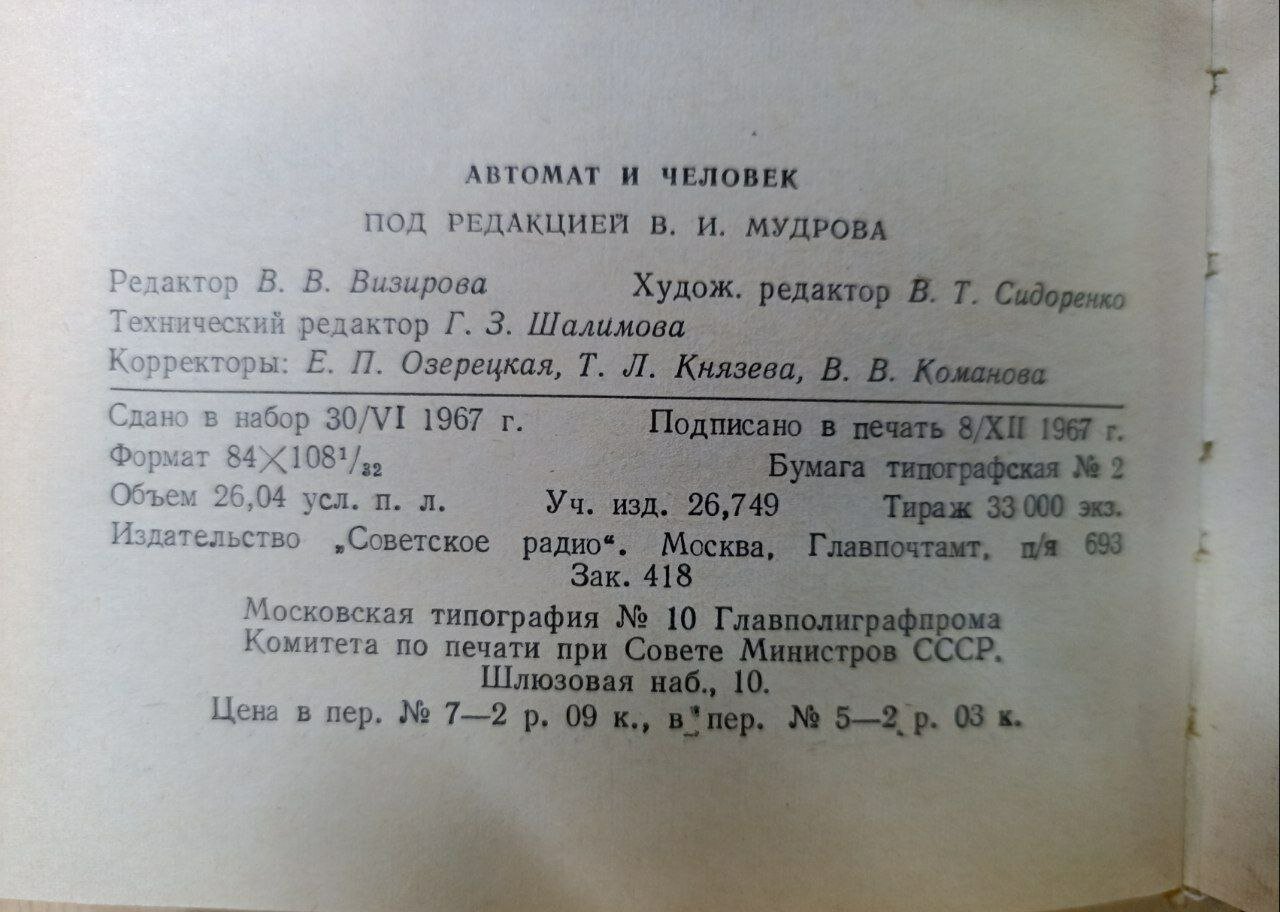 АВТОМАТ И ЧЕЛОВЕК
ПОД РЕДАКЦИЕЙ В. И. МУДРОВА
Редактор В. В. Визирова Худож. редактор В. Т. Сидоренко
Технический редактор Г. З. Шалимова
Корректоры: Е. П. Озерецкая, Т. Л. Князева, В. В. Команова
Сдано в набор 30/VI 1967 г. Подписано в печать 8/XII 1967 г.
Формат 84×108¹/₃₂ Бумага типографская № 2
Объем 26,04 усл. п. л. Уч. изд. 26,749 Тираж 33 000 экз.
Издательство „Советское радио“. Москва, Главпочтамт, п/я 693
Зак. 418
Московская типография № 10 Главполиграфпрома
Комитета по печати при Совете Министров СССР.
Шлюзовая наб., 10.
Цена в пер. № 7—2 р. 09 к., в пер. № 5—2 р. 03 к.